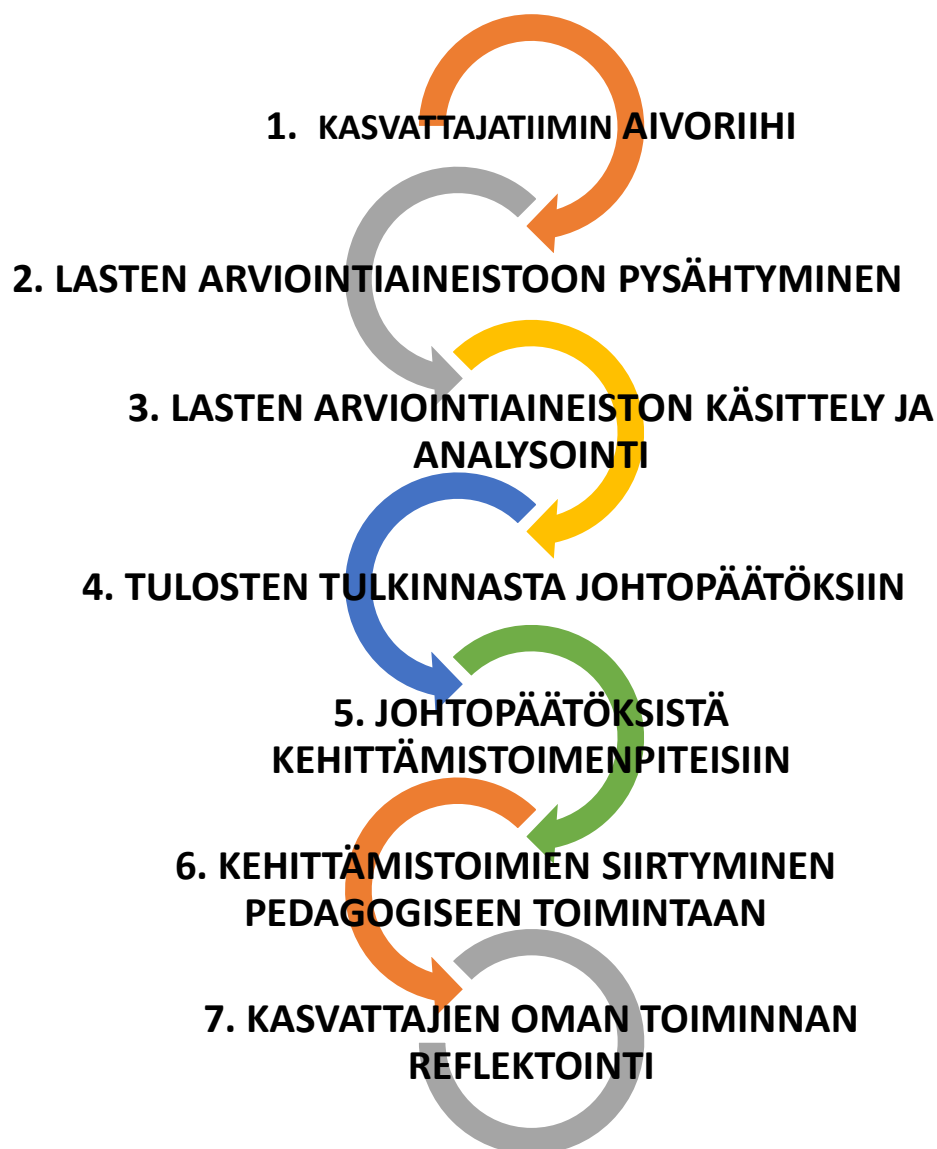 1. KASVATTAJATIIMIN AIVORIIHI
2. LASTEN ARVIOINTIAINEISTOON PYSÄHTYMINEN
3. LASTEN ARVIOINTIAINEISTON KÄSITTELY JA
ANALYSOINTI
4. TULOSTEN TULKINNASTA JOHTOPÄÄTÖKSIIN
5. JOHTOPÄÄTÖKSISTÄ
KEHITTÄMISTOIMENPITEISIIN
6. KEHITTÄMISTOIMIEN SIIRTYMINEN
PEDAGOGISEEN TOIMINTAAN
7. KASVATTAJIEN OMAN TOIMINNAN
REFLEKTOINTI